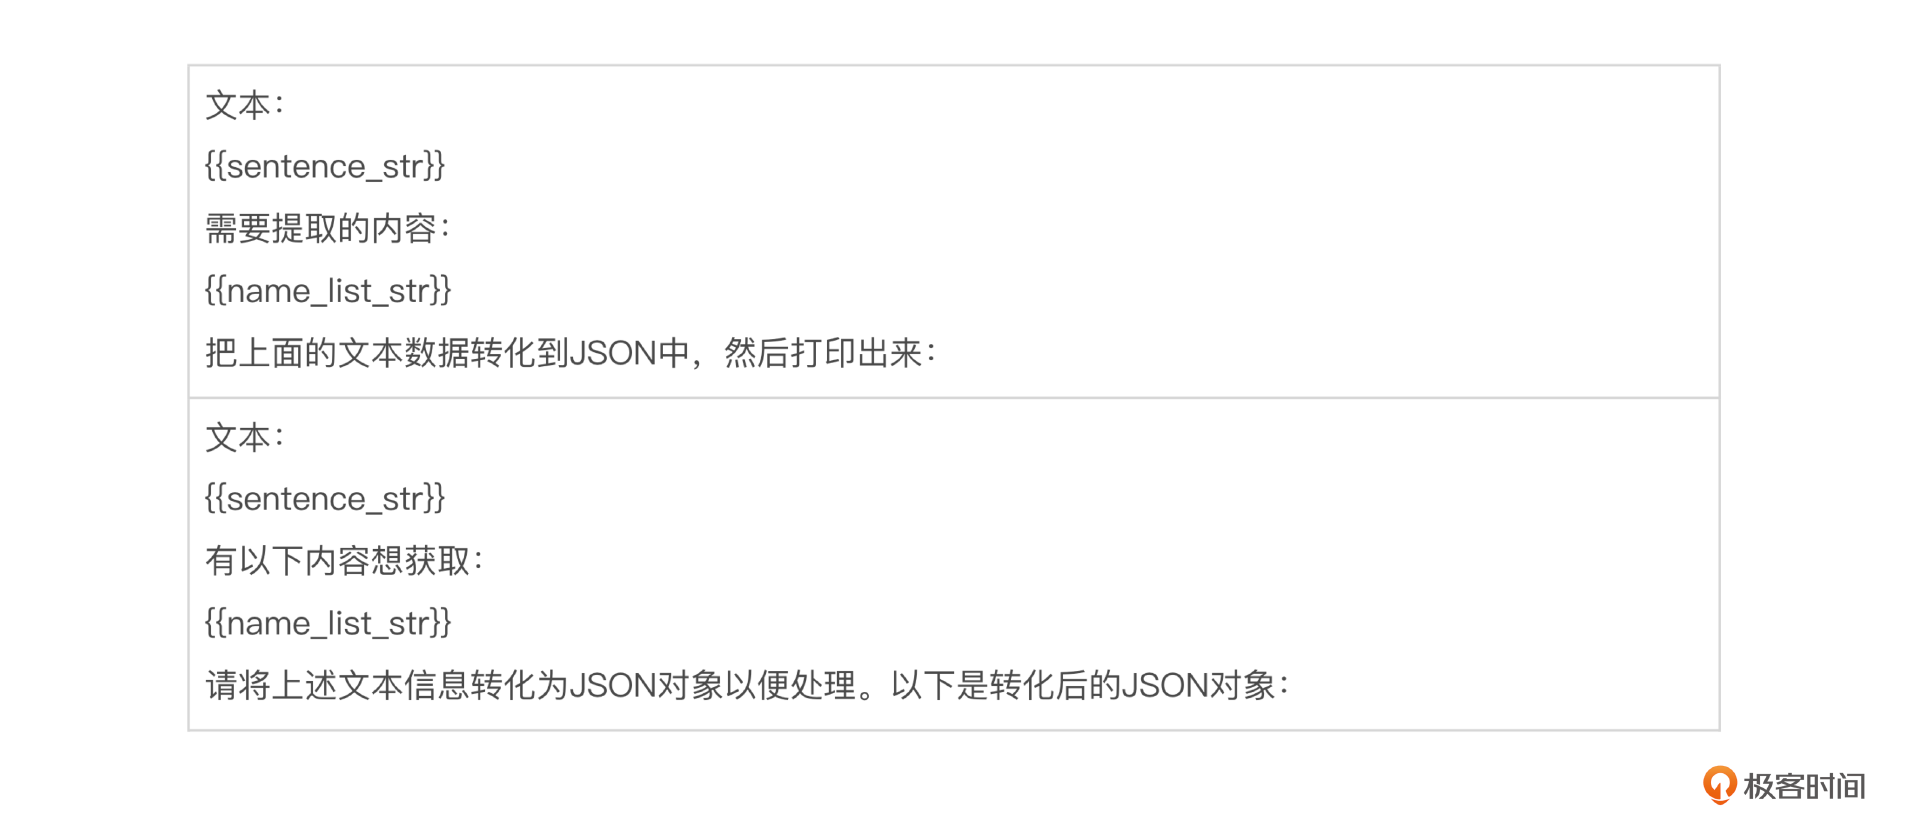 文本：
{{sentence_str}}
需要提取的内容：
{{name_list_str}}
把上面的文本数据转化到JSON中，然后打印出来：
文本：
{{sentence_str}}
有以下内容想获取：
{{name_list_str}}
请将上述文本信息转化为JSON对象以便处理。以下是转化后的JSON对象：
极客时间